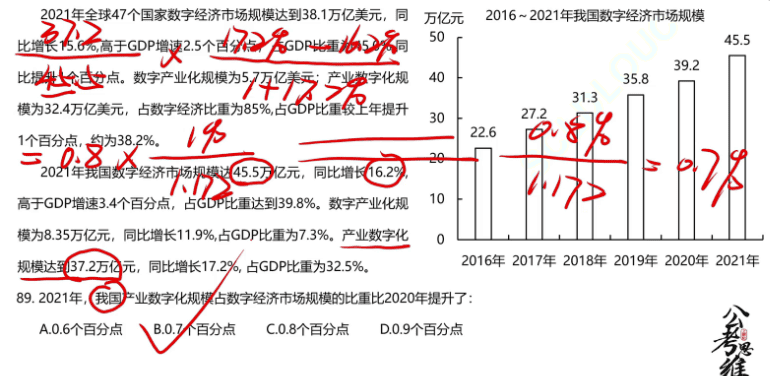 2021年全球47个国家数字经济市场规模达到38.1万亿美元，同
比增长15.6%,高于GDP增速2.5个百分点，占GDP比重为45.0%,同
比提升1个百分点。数字产业化规模为5.7万亿美元；产业数字化规
模为32.4万亿美元，占数字经济比重为85%,占GDP比重较上年提升
1个百分点，约为38.2%。
2021年我国数字经济市场规模达45.5万亿元，同比增长16.2%,
高于GDP增速3.4个百分点，占GDP比重达到39.8%。数字产业化规
模为8.35万亿元，同比增长11.9%,占GDP比重为7.3%。产业数字化
规模达到37.2万亿元，同比增长17.2%, 占GDP比重为32.5%。
89. 2021年，我国产业数字化规模占数字经济市场规模的比重比2020年提升了：
A.0.6个百分点 B.0.7个百分点 C.0.8个百分点 D.0.9个百分点
万亿元 2016～2021年我国数字经济市场规模
50
40
30
20
10
0
22.6
27.2
31.3
35.8
39.2
45.5
2016年 2017年 2018年 2019年 2020年 2021年
37.2
×
17.2% - 16.2%
1+17.2%
= 0.8 ×
1%
1.172
0.8%
1.172
= 0.7%
公考思维